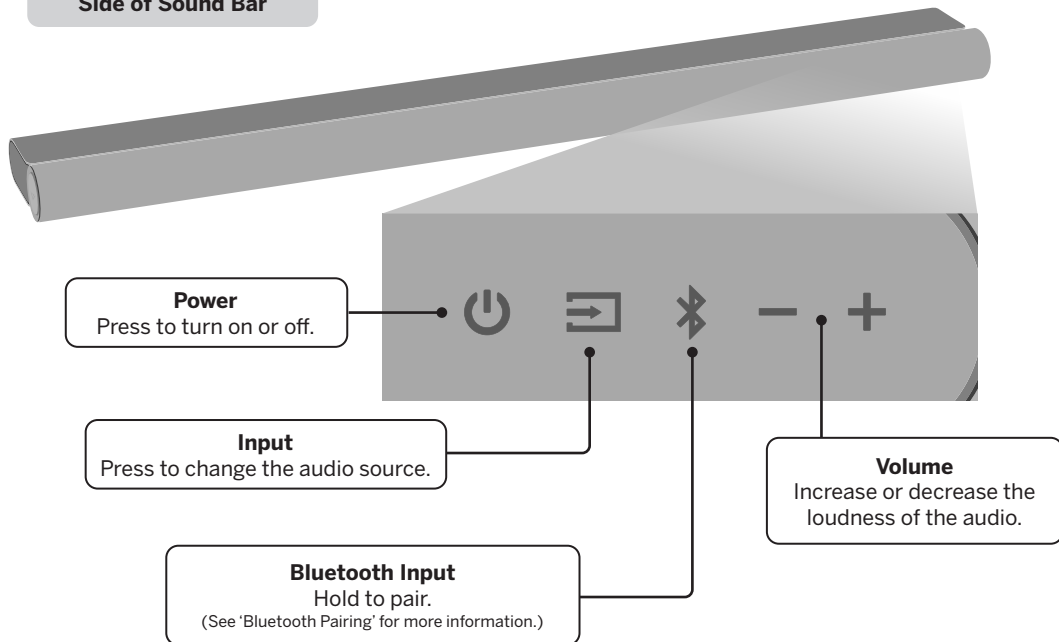 Side of Sound Bar
Power
Press to turn on or off.
Input
Press to change the audio source.
Volume
Increase or decrease the
loudness of the audio.
Bluetooth Input
Hold to pair.
(See ‘Bluetooth Pairing’ for more information.)